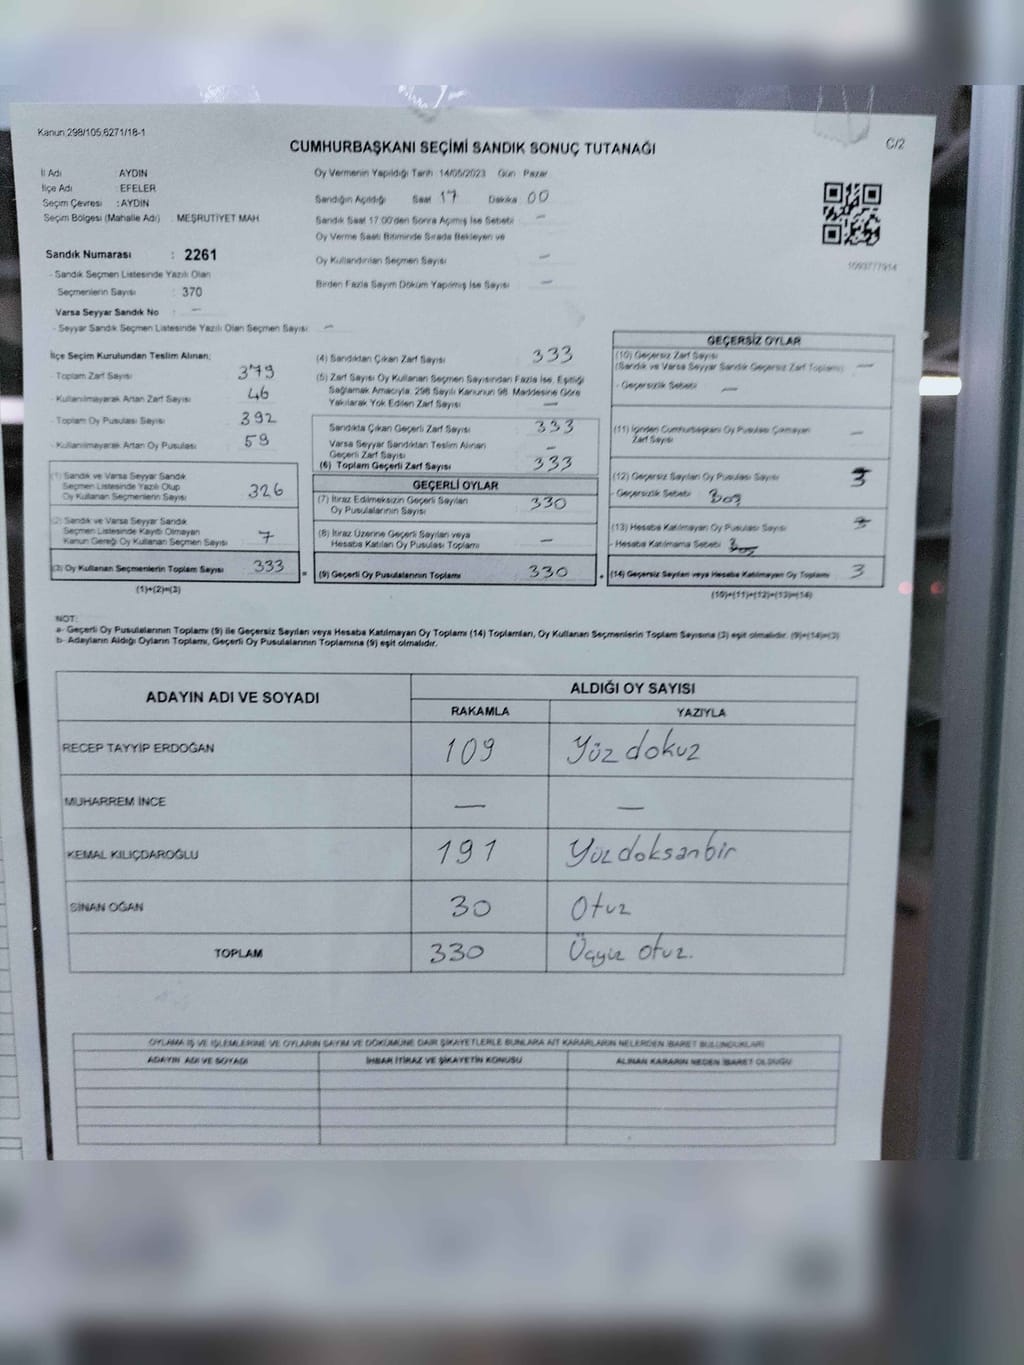 Kanun;298/105;6271/18-1
C/2
CUMHURBAŞKANI SEÇİMİ SANDIK SONUÇ TUTANAĞI
İl Adı : AYDIN
İlçe Adı : EFELER
Seçim Çevresi : AYDIN
Seçim Bölgesi (Mahalle Adı) : MEŞRUTİYET MAH
Sandık Numarası : 2261
- Sandık Seçmen Listesinde Yazılı Olan
Seçmenlerin Sayısı : 370
Varsa Seyyar Sandık No : —
- Seyyar Sandık Seçmen Listesinde Yazılı Olan Seçmen Sayısı : —
Oy Vermenin Yapıldığı Tarih 14/05/2023 Gün Pazar
Sandığın Açıldığı Saat 17 Dakika 00
Sandık Saat 17.00'den Sonra Açımış İse Sebebi —
Oy Verme Saati Bitiminde Sırada Bekleyen ve
Oy Kullandırılan Seçmen Sayısı —
Birden Fazla Sayım Döküm Yapılmış İse Sayısı —
1093777914
İlçe Seçim Kurulundan Teslim Alınan;
- Toplam Zarf Sayısı 379
- Kullanılmayarak Artan Zarf Sayısı 46
- Toplam Oy Pusulası Sayısı 392
- Kullanılmayarak Artan Oy Pusulası 59
(1) Sandık ve Varsa Seyyar Sandık
Seçmen Listesinde Yazılı Olup
Oy Kullanan Seçmenlerin Sayısı 326
(2) Sandık ve Varsa Seyyar Sandık
Seçmen Listesinde Kaydı Olmayan
Kanun Gereği Oy Kullanan Seçmen Sayısı 7
(3) Oy Kullanan Seçmenlerin Toplam Sayısı 333
(1)+(2)=(3)
(4) Sandıktan Çıkan Zarf Sayısı 333
(5) Zarf Sayısı Oy Kullanan Seçmen Sayısından Fazla İse, Eşitliği
Sağlamak Amacıyla, 298 Sayılı Kanunun 98. Maddesine Göre
Yakılarak Yok Edilen Zarf Sayısı —
Sandıkta Çıkan Geçerli Zarf Sayısı 333
Varsa Seyyar Sandıktan Teslim Alınan
Geçerli Zarf Sayısı —
(6) Toplam Geçerli Zarf Sayısı 333
GEÇERLİ OYLAR
(7) İtiraz Edilmeksizin Geçerli Sayılan
Oy Pusulalarının Sayısı 330
(8) İtiraz Üzerine Geçerli Sayılan veya
Hesaba Katılan Oy Pusulası Toplamı —
= (9) Geçerli Oy Pusulalarının Toplamı 330
GEÇERSİZ OYLAR
(10) Geçersiz Zarf Sayısı
(Sandık ve Varsa Seyyar Sandık Geçersiz Zarf Toplamı) —
- Geçersizlik Sebebi —
(11) İçinden Cumhurbaşkanı Oy Pusulası Çıkmayan
Zarf Sayısı —
(12) Geçersiz Sayılan Oy Pusulası Sayısı 3
- Geçersizlik Sebebi Boş
(13) Hesaba Katılmayan Oy Pusulası Sayısı
- Hesaba Katılmama Sebebi Boş
+ (14) Geçersiz Sayılan veya Hesaba Katılmayan Oy Toplamı 3
(10)+(11)+(12)+(13)=(14)
NOT:
a- Geçerli Oy Pusulalarının Toplamı (9) ile Geçersiz Sayılan veya Hesaba Katılmayan Oy Toplamı (14) Toplamları, Oy Kullanan Seçmenlerin Toplam Sayısına (3) eşit olmalıdır. (9)+(14)=(3)
b- Adayların Aldığı Oyların Toplamı, Geçerli Oy Pusulalarının Toplamına (9) eşit olmalıdır.
ADAYIN ADI VE SOYADI ALDIĞI OY SAYISI
RAKAMLA YAZIYLA
RECEP TAYYİP ERDOĞAN 109 Yüz dokuz
MUHARREM İNCE — —
KEMAL KILIÇDAROĞLU 191 Yüzdoksanbir
SİNAN OĞAN 30 Otuz
TOPLAM 330 Üçyüz otuz.
OYLAMA İŞ VE İŞLEMLERİNE VE OYLARIN SAYIM VE DÖKÜMÜNE DAİR ŞİKAYETLERLE BUNLARA AİT KARARLARIN NELERDEN İBARET BULUNDUKLARI
ADAYIN ADI VE SOYADI İHBAR İTİRAZ VE ŞİKAYETİN KONUSU ALINAN KARARIN NEDEN İBARET OLDUĞU